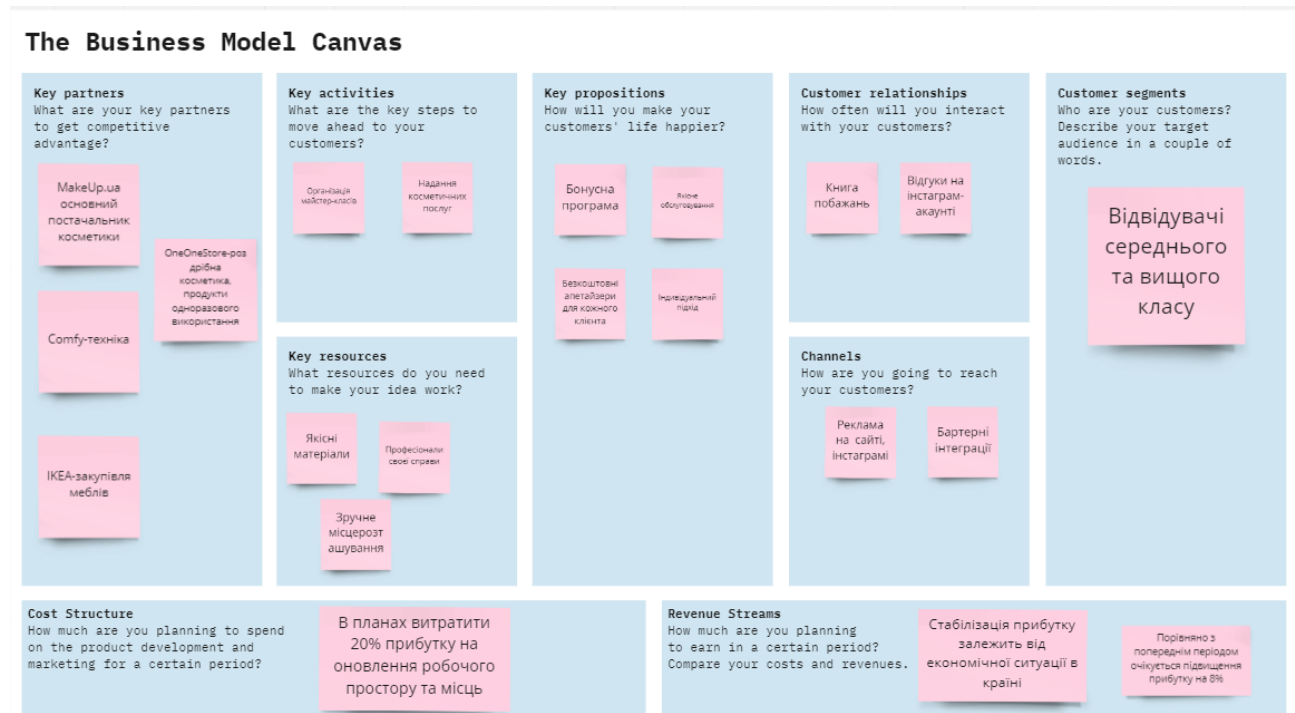 The Business Model Canvas
Key partners
What are your key partners
to get competitive
advantage?
MakeUp.ua
основний
постачальник
косметики
OneOneStore-роз
дрібна
косметика,
продукти
одноразового
використання
Comfy-техніка
IKEA-закупівля
меблів
Key activities
What are the key steps to
move ahead to your
customers?
Організація
майстер-класів
Надання
косметичних
послуг
Key resources
What resources do you need
to make your idea work?
Якісні
матеріали
Професіонали
своєї справи
Зручне
місцерозт
ашування
Key propositions
How will you make your
customers' life happier?
Бонусна
програма
Якісне
обслуговування
Безкоштовні
апетайзери
для кожного
клієнта
Індивідуальний
підхід
Customer relationships
How often will you interact
with your customers?
Книга
побажань
Відгуки на
інстаграм-
акаунті
Channels
How are you going to reach
your customers?
Реклама
на сайті,
інстаграмі
Бартерні
інтеграції
Customer segments
Who are your customers?
Describe your target
audience in a couple of
words.
Відвідувачі
середнього
та вищого
класу
Cost Structure
How much are you planning to spend
on the product development and
marketing for a certain period?
В планах витратити
20% прибутку на
оновлення робочого
простору та місць
Revenue Streams
How much are you planning
to earn in a certain period?
Compare your costs and revenues.
Стабілізація прибутку
залежить від
економічної ситуації в
країні
Порівняно з
попереднім періодом
очікується підвищення
прибутку на 8%